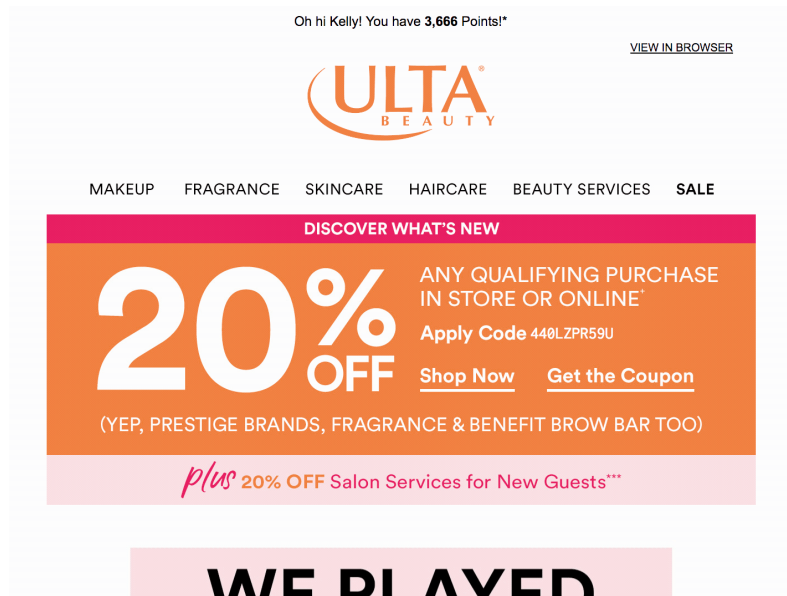 Oh hi Kelly! You have 3,666 Points!*
VIEW IN BROWSER
ULTA®
BEAUTY
MAKEUP FRAGRANCE SKINCARE HAIRCARE BEAUTY SERVICES SALE
DISCOVER WHAT'S NEW
20% OFF
ANY QUALIFYING PURCHASE
IN STORE OR ONLINE+
Apply Code 440LZPR59U
Shop Now Get the Coupon
(YEP, PRESTIGE BRANDS, FRAGRANCE & BENEFIT BROW BAR TOO)
plus 20% OFF Salon Services for New Guests***
WE PLAYED